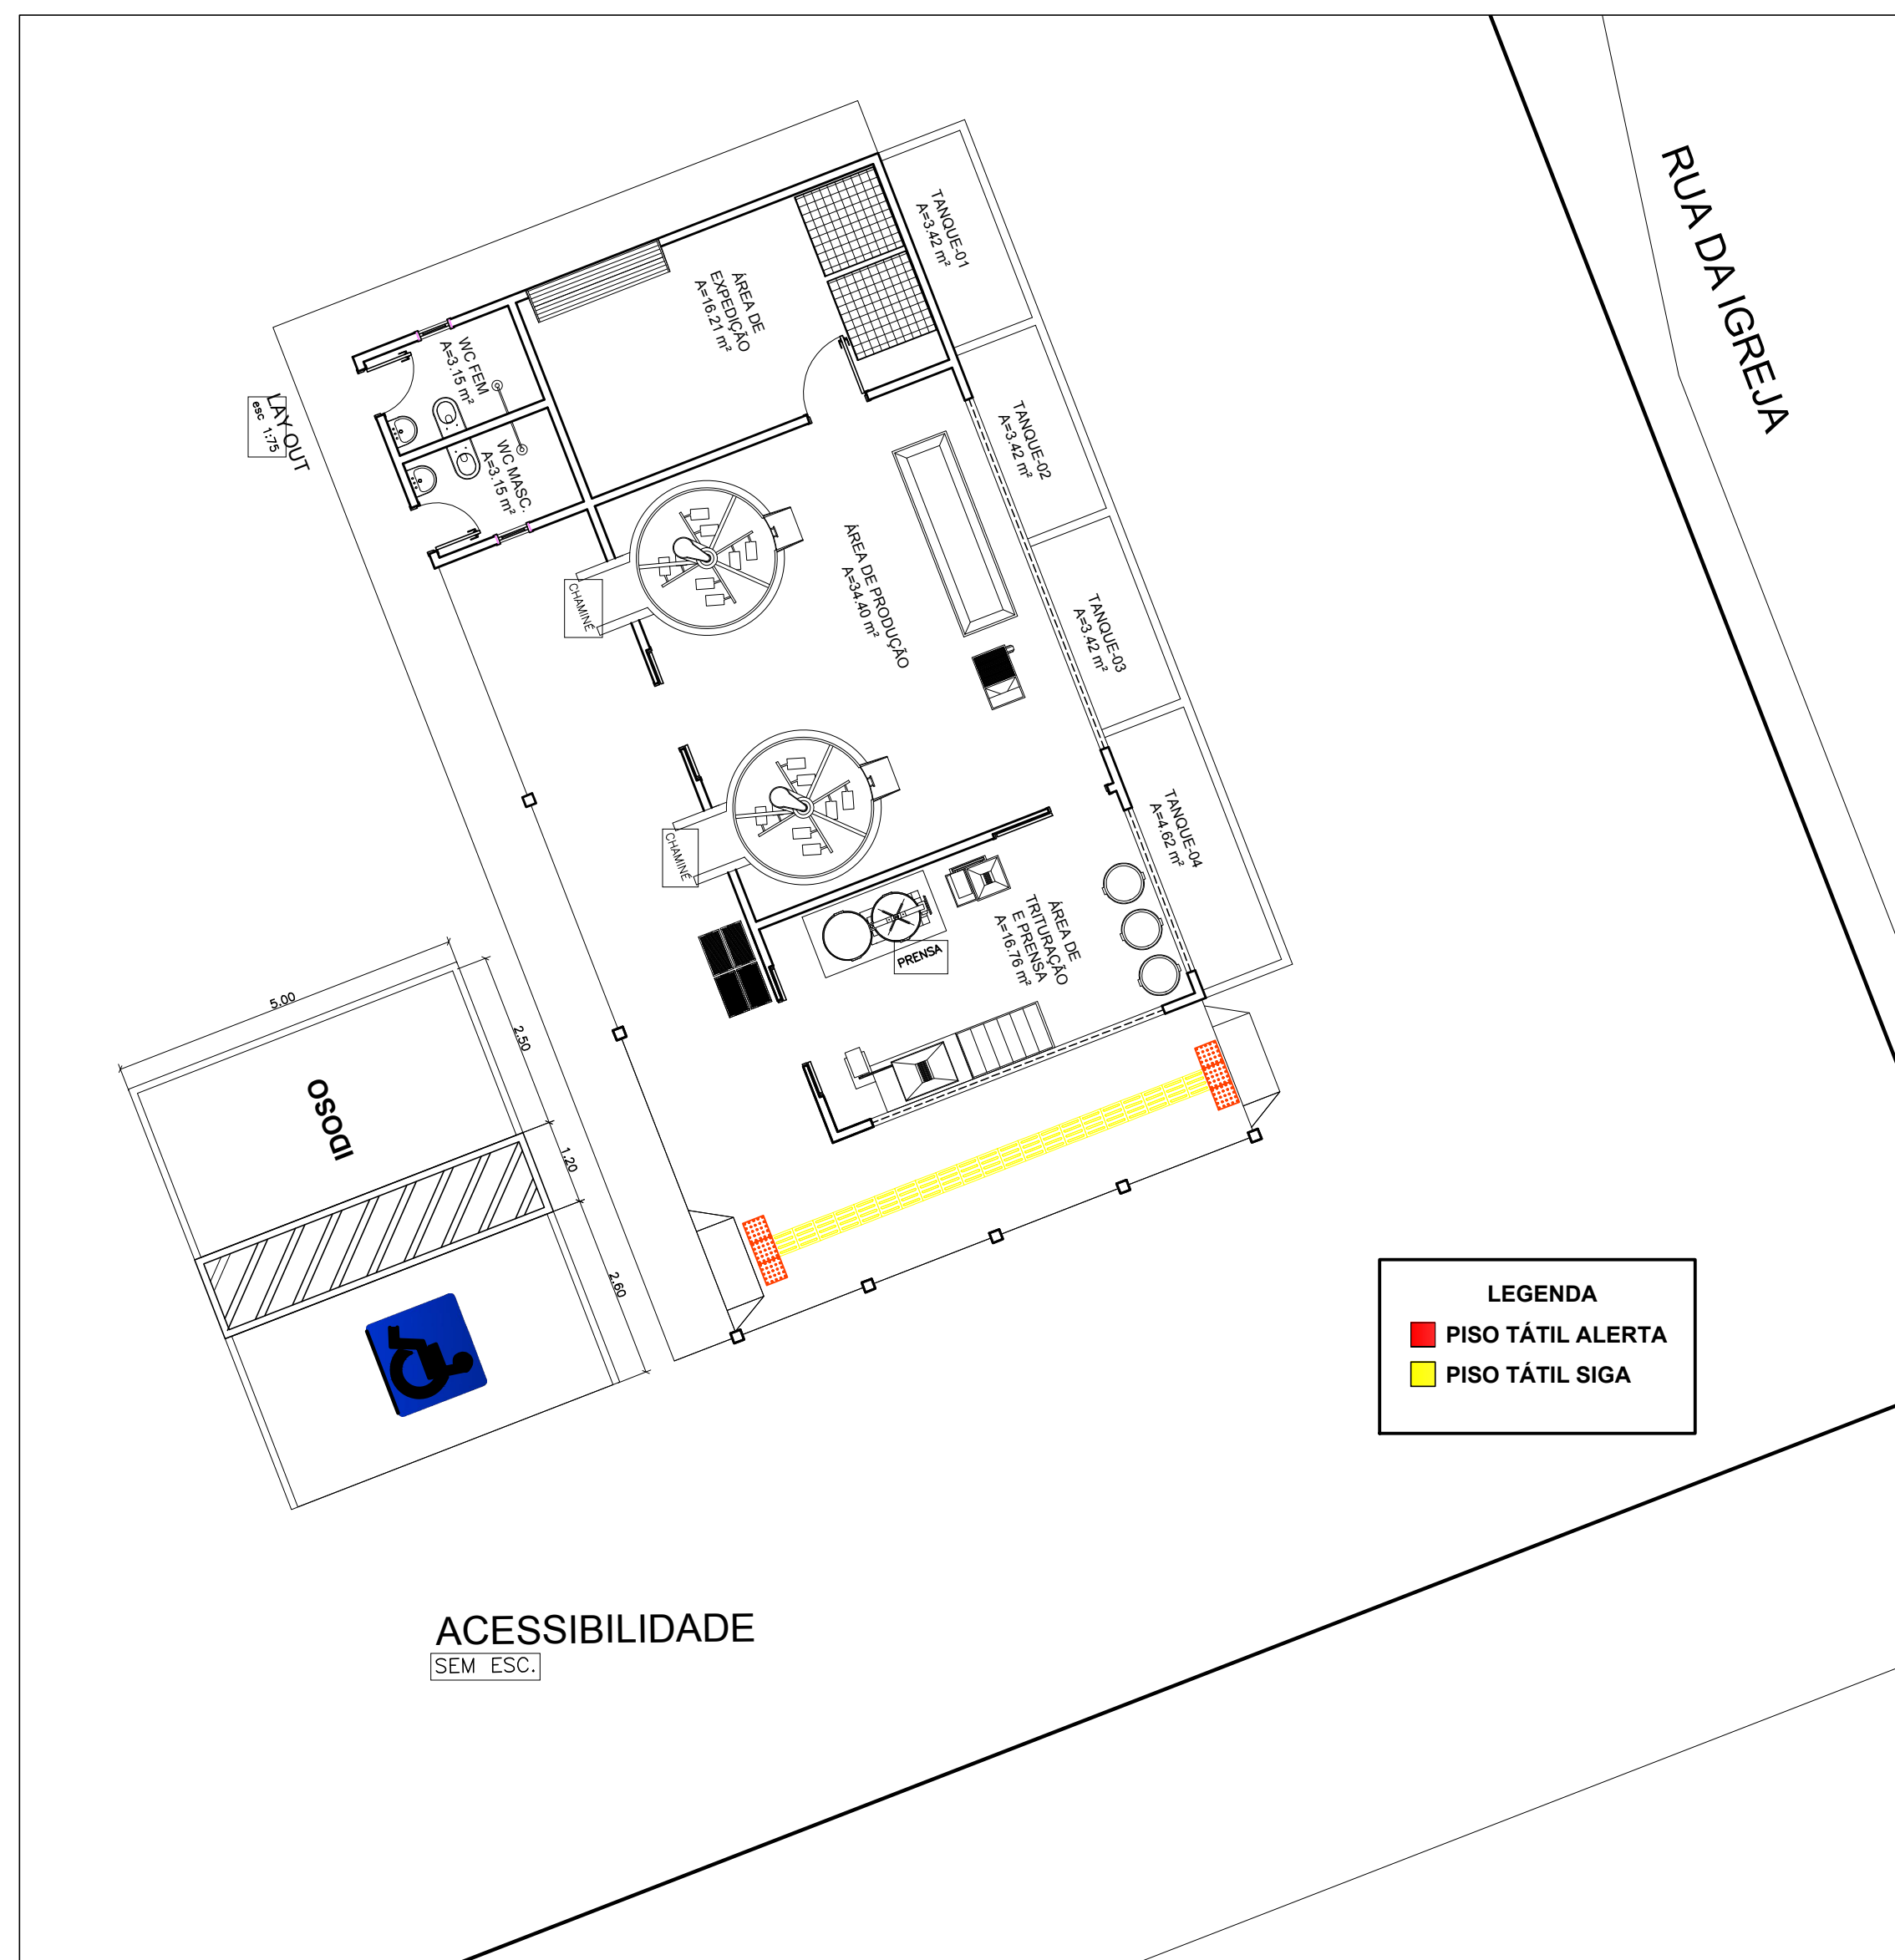 RUA DA IGREJA
TANQUE-01
A=3.42 m²
ÁREA DE
EXPEDIÇÃO
A=16.21 m²
WC FEM
A=3.15 m²
LAY OUT
esc 1:75
WC MASC.
A=3.15 m²
TANQUE-02
A=3.42 m²
ÁREA DE PRODUÇÃO
A=34.40 m²
CHAMINÉ
TANQUE-03
A=3.42 m²
CHAMINÉ
TANQUE-04
A=4.62 m²
ÁREA DE
TRITURAÇÃO
E PRENSA
A=16.76 m²
PRENSA
5.00
2.50
IDOSO
1.20
2.60
LEGENDA
PISO TÁTIL ALERTA
PISO TÁTIL SIGA
ACESSIBILIDADE
SEM ESC.